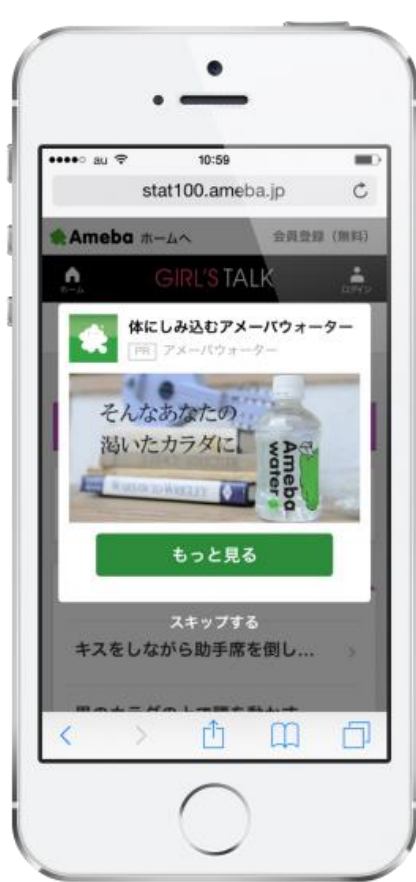 au 10:59
stat100.ameba.jp
Ameba ホームへ 会員登録（無料）
GIRL'S TALK
ホーム ログイン
体にしみ込むアメーバウォーター
PR アメーバウォーター
そんなあなたの
渇いたカラダに。
Ameba
water
もっと見る
スキップする
キスをしながら助手席を倒し...